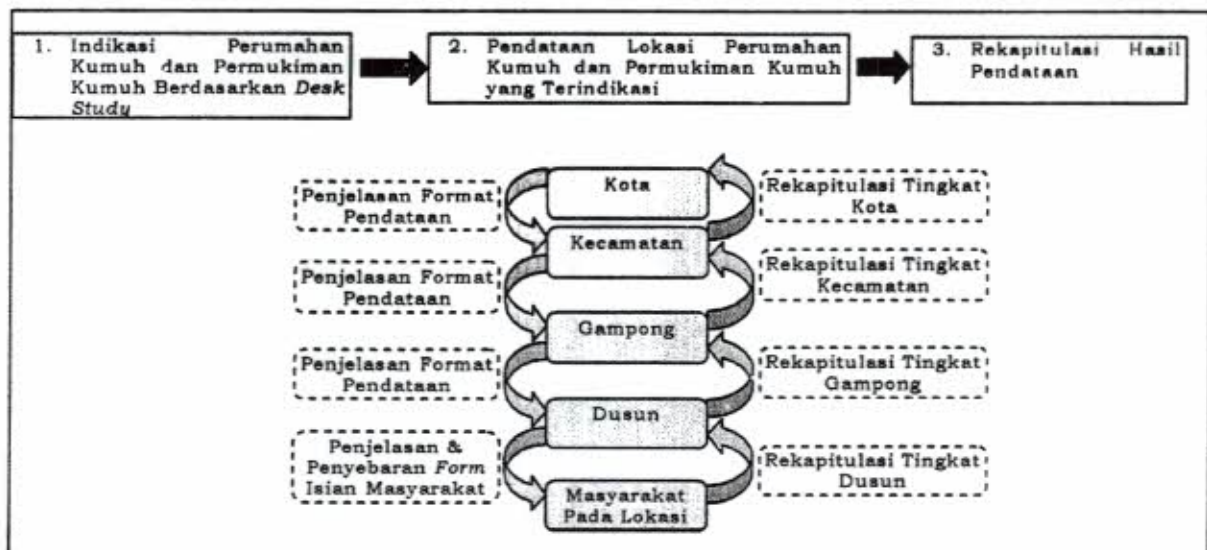 1. Indikasi Perumahan
Kumuh dan Permukiman
Kumuh Berdasarkan Desk
Study
2. Pendataan Lokasi Perumahan
Kumuh dan Permukiman Kumuh
yang Terindikasi
3. Rekapitulasi Hasil
Pendataan
Kota
Penjelasan Format
Pendataan
Rekapitulasi Tingkat
Kota
Kecamatan
Penjelasan Format
Pendataan
Rekapitulasi Tingkat
Kecamatan
Gampong
Penjelasan Format
Pendataan
Rekapitulasi Tingkat
Gampong
Dusun
Penjelasan &
Penyebaran Form
Isian Masyarakat
Rekapitulasi Tingkat
Dusun
Masyarakat
Pada Lokasi